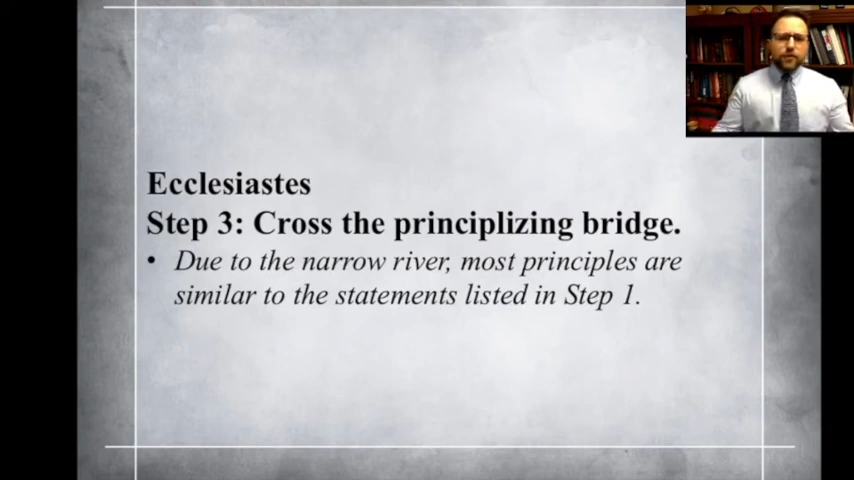 Ecclesiastes
Step 3: Cross the principlizing bridge.
• Due to the narrow river, most principles are
similar to the statements listed in Step 1.